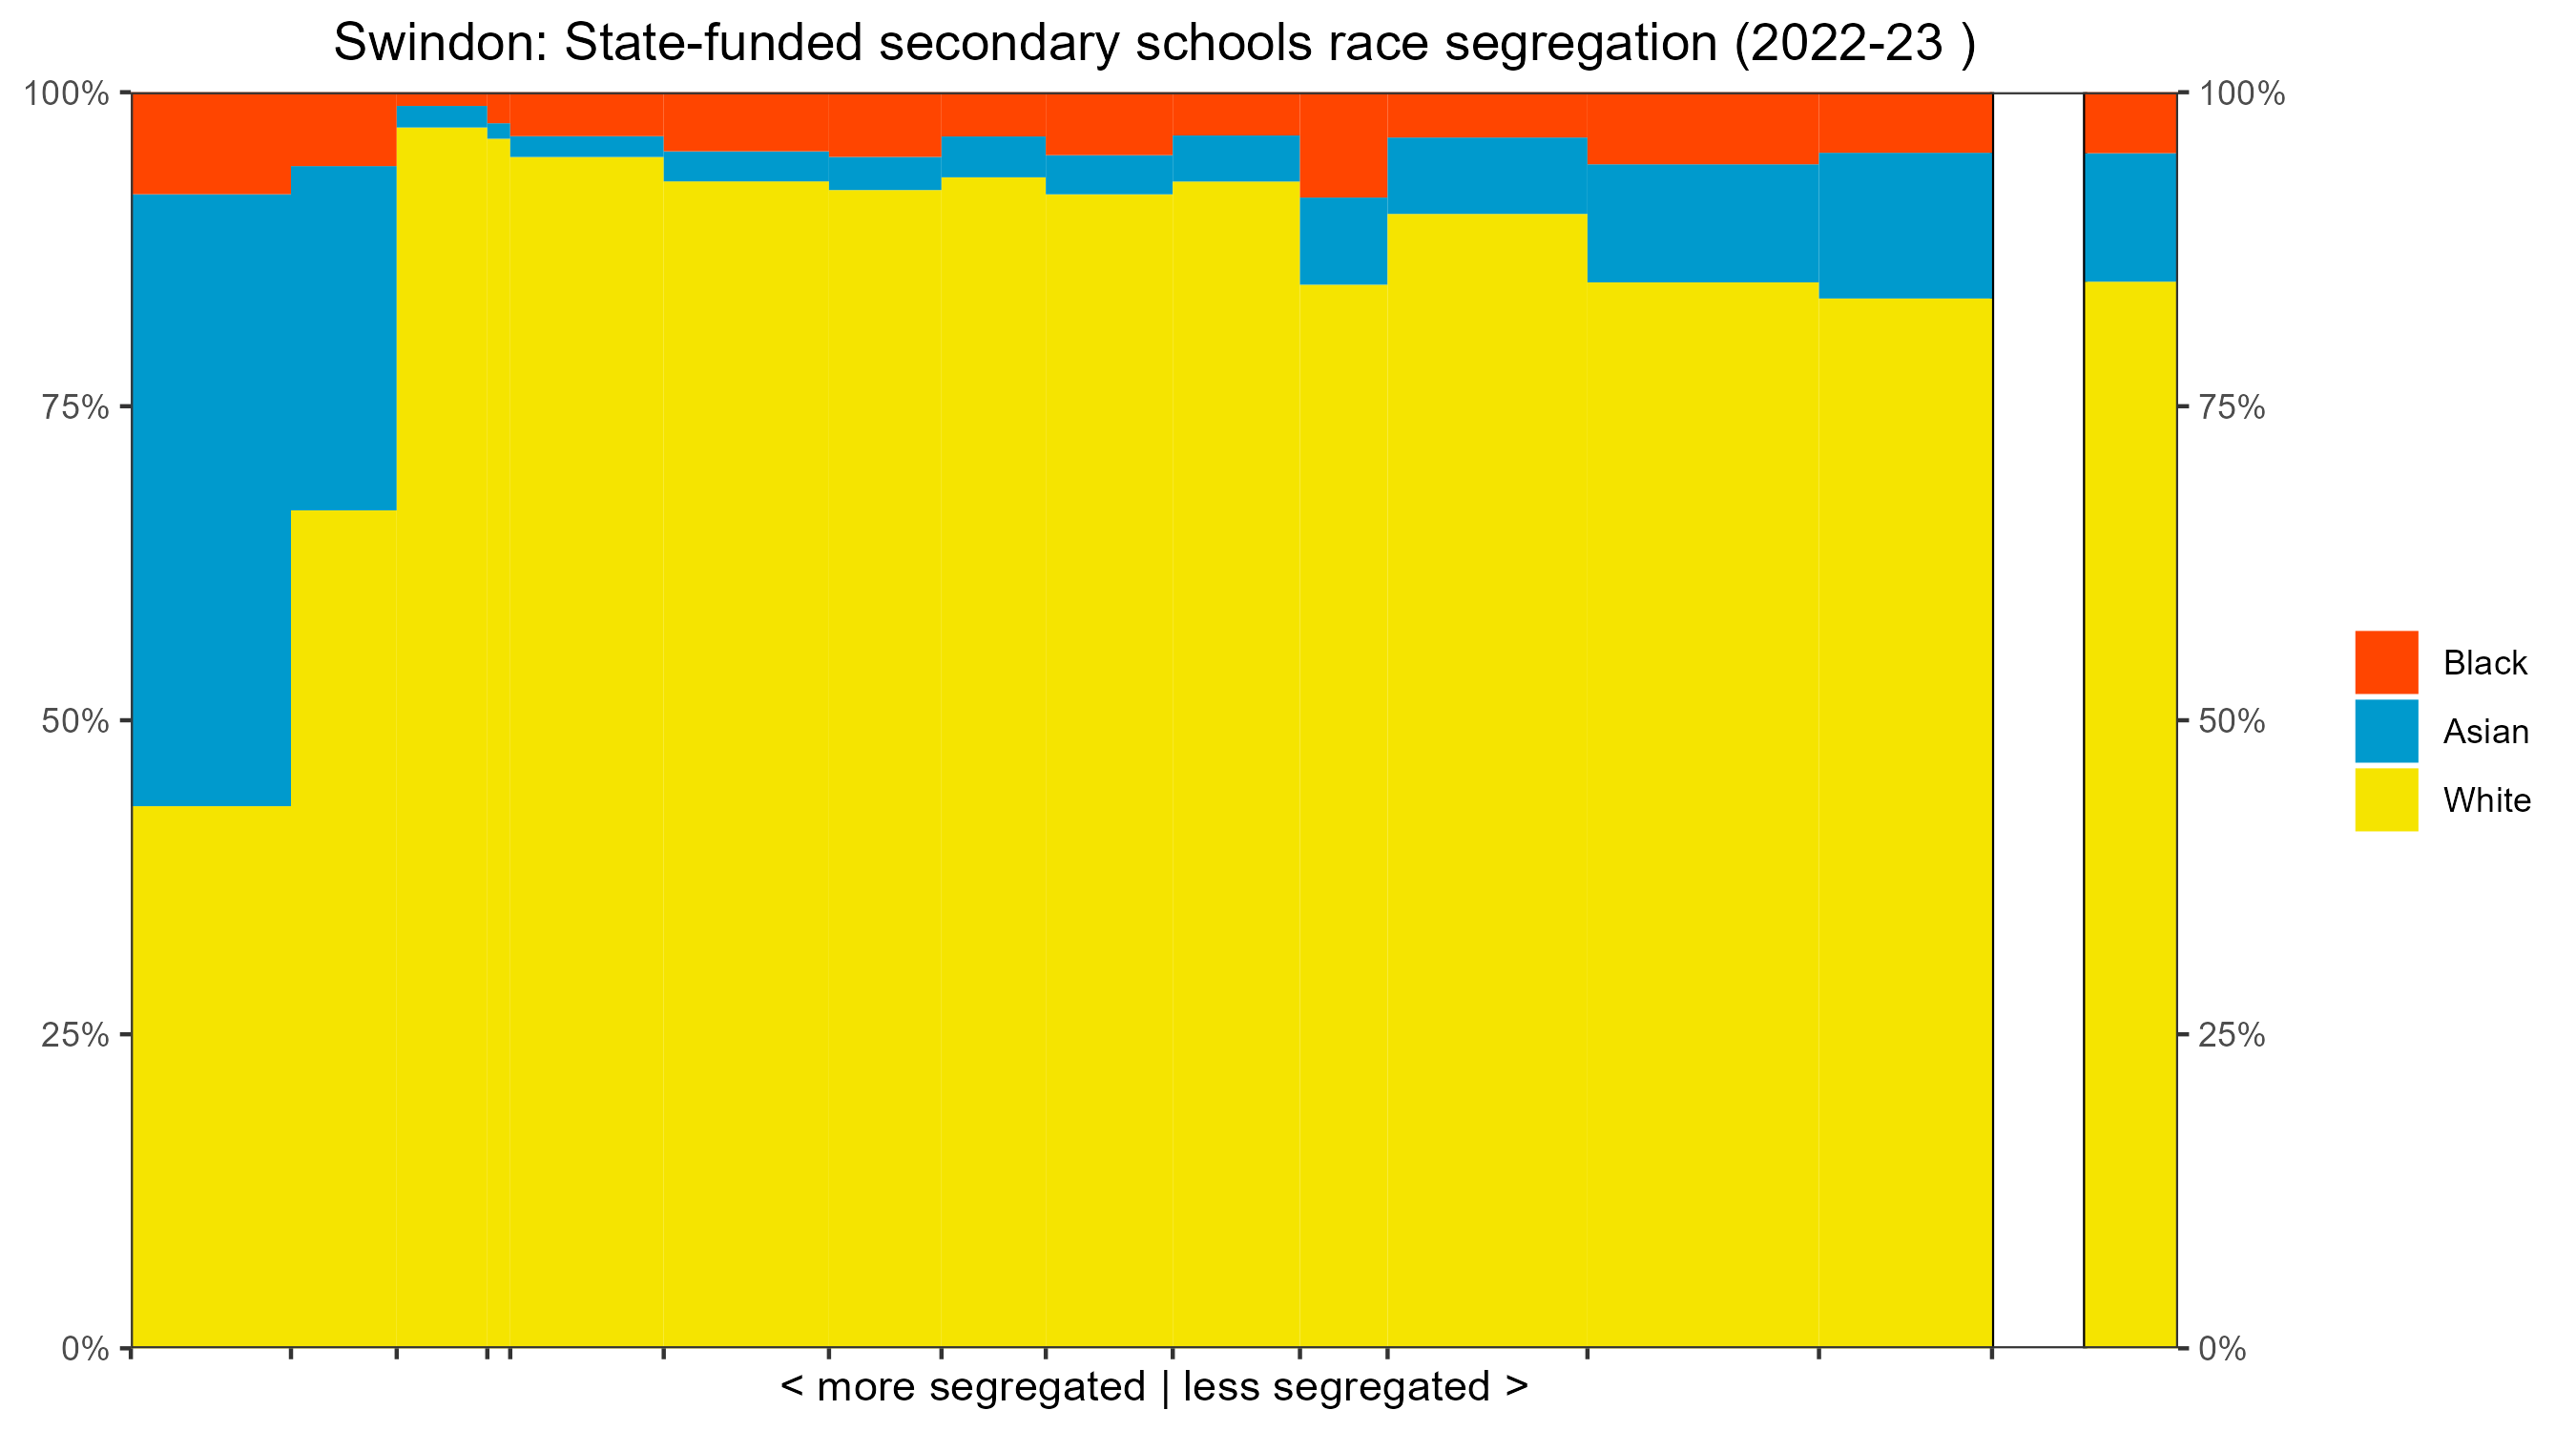 Swindon: State-funded secondary schools race segregation (2022-23 )
100%
100%
75%
75%
50%
50%
25%
25%
0%
0%
Black
Asian
White
< more segregated | less segregated >